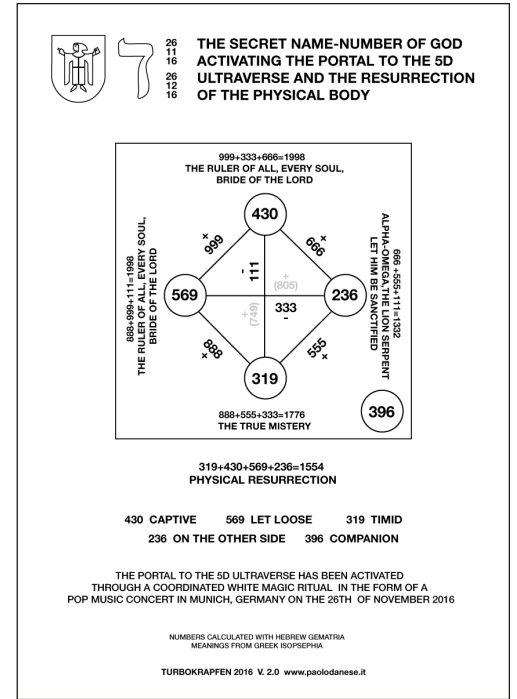 26
11
16
26
12
16
THE SECRET NAME-NUMBER OF GOD
ACTIVATING THE PORTAL TO THE 5D
ULTRAVERSE AND THE RESURRECTION
OF THE PHYSICAL BODY
999+333+666=1998
THE RULER OF ALL, EVERY SOUL,
BRIDE OF THE LORD
888+999+111=1998
THE RULER OF ALL, EVERY SOUL,
BRIDE OF THE LORD
430
+
999
+
666
-
111
+
(805)
569
236
+
(749)
333
-
888
+
555
+
319
666 +555+111=1332
ALPHA-OMEGA,THE LION SERPENT
LET HIM BE SANCTIFIED
396
888+555+333=1776
THE TRUE MISTERY
319+430+569+236=1554
PHYSICAL RESURRECTION
430 CAPTIVE 569 LET LOOSE 319 TIMID
236 ON THE OTHER SIDE 396 COMPANION
THE PORTAL TO THE 5D ULTRAVERSE HAS BEEN ACTIVATED
THROUGH A COORDINATED WHITE MAGIC RITUAL IN THE FORM OF A
POP MUSIC CONCERT IN MUNICH, GERMANY ON THE 26TH OF NOVEMBER 2016
NUMBERS CALCULATED WITH HEBREW GEMATRIA
MEANINGS FROM GREEK ISOPSEPHIA
TURBOKRAPFEN 2016 V. 2.0 www.paolodanese.it